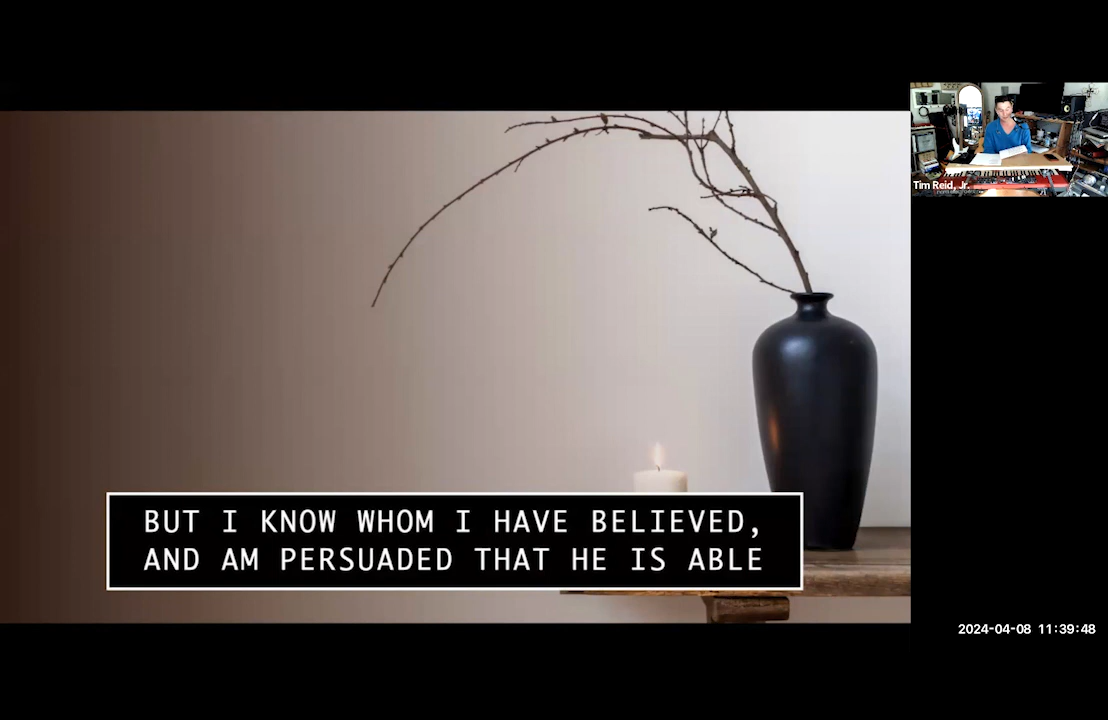 Tim Reid, Jr.
BUT I KNOW WHOM I HAVE BELIEVED,
AND AM PERSUADED THAT HE IS ABLE
2024-04-08 11:39:48